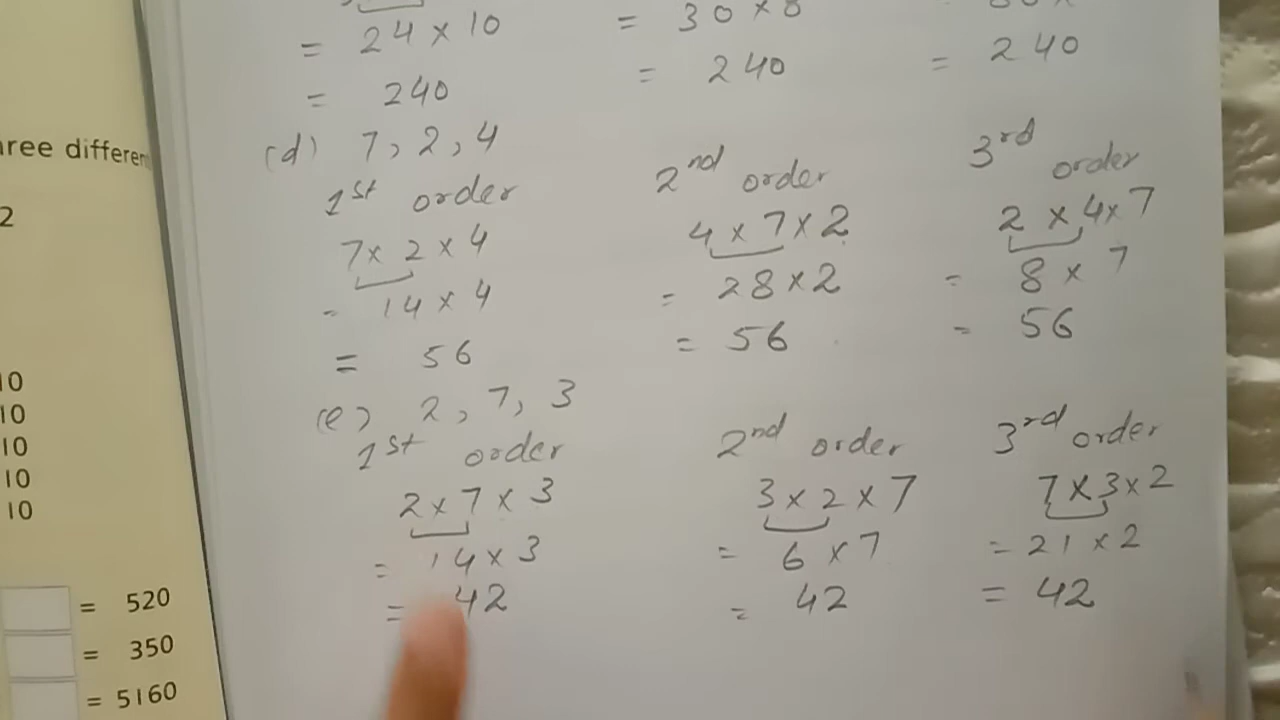 hree differen
2
10
10
10
10
10
= 520
= 350
= 5160
= 24 × 10
= 240
= 30 × 8
= 240
= 240
(d) 7, 2, 4
1st order
7 × 2 × 4
= 14 × 4
= 56
2nd order
4 × 7 × 2
= 28 × 2
= 56
3rd order
2 × 4 × 7
= 8 × 7
= 56
(e) 2, 7, 3
1st order
2 × 7 × 3
= 14 × 3
= 42
2nd order
3 × 2 × 7
= 6 × 7
= 42
3rd order
7 × 3 × 2
= 21 × 2
= 42